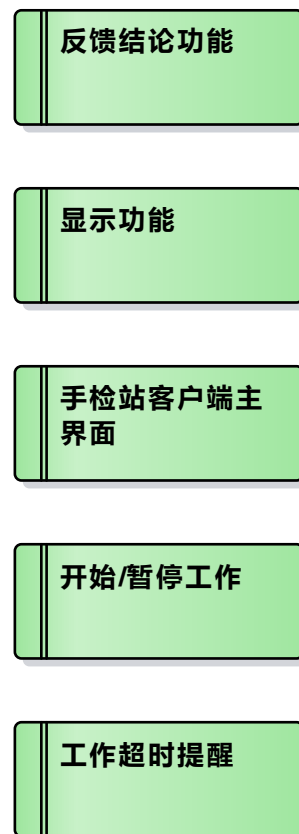 反馈结论功能
显示功能
手检站客户端主
界面
开始/暂停工作
工作超时提醒